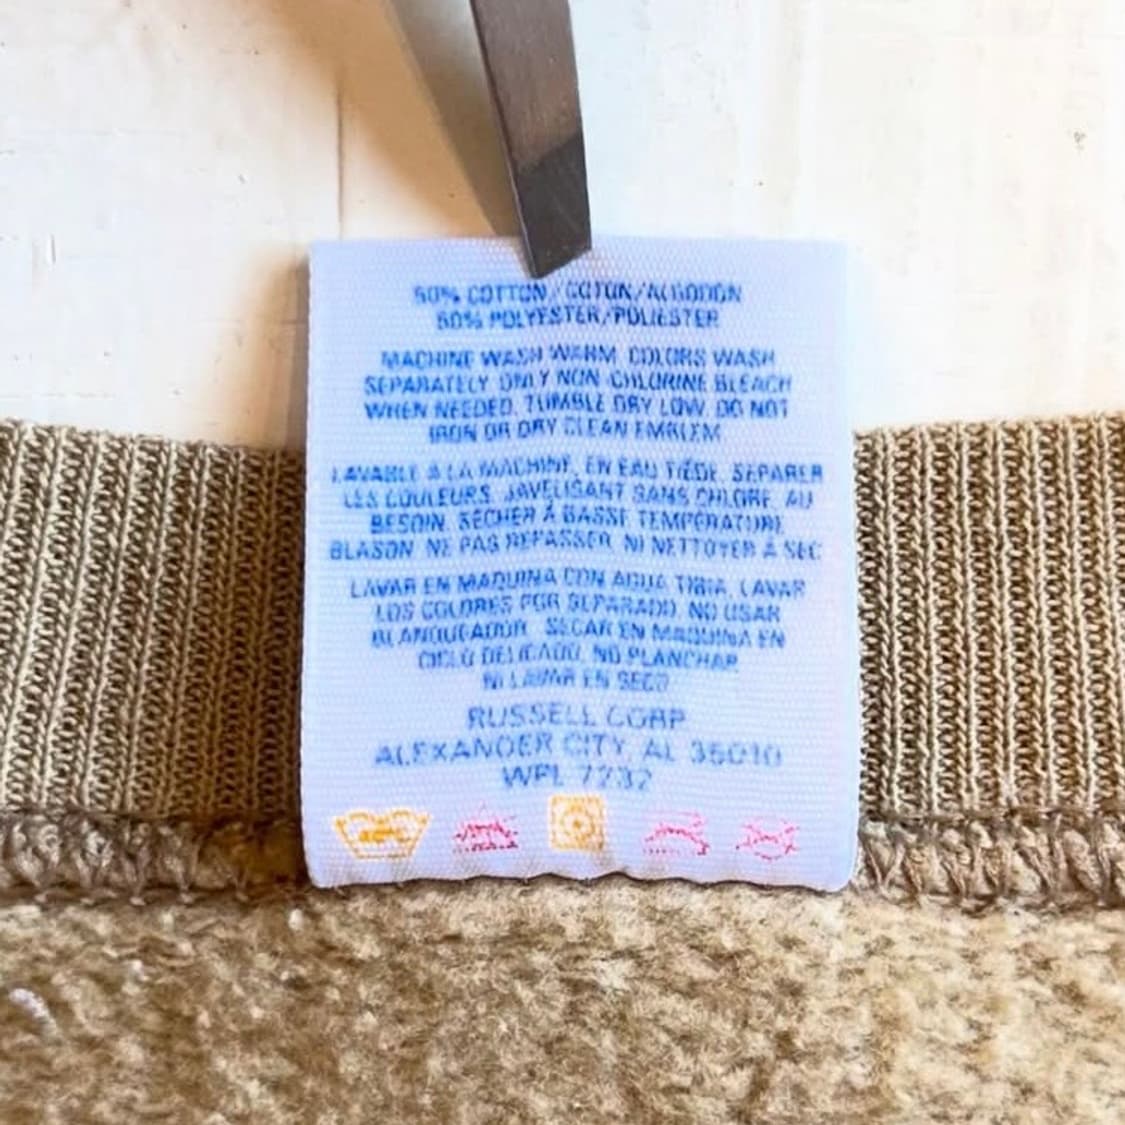 50% COTTON/COTON/ALGODON
50% POLYESTER/POLIESTER
MACHINE WASH WARM. COLORS WASH
SEPARATELY. ONLY NON-CHLORINE BLEACH
WHEN NEEDED. TUMBLE DRY LOW. DO NOT
IRON OR DRY CLEAN EMBLEM
LAVABLE À LA MACHINE, EN EAU TIÈDE. SÉPARER
LES COULEURS. JAVELISANT SANS CHLORE, AU
BESOIN. SÉCHER À BASSE TEMPÉRATURE.
BLASON: NE PAS REPASSER, NI NETTOYER À SEC
LAVAR EN MAQUINA CON AQUA TIBIA. LAVAR
LOS COLORES POR SEPARADO. NO USAR
BLANQUEADOR. SECAR EN MAQUINA EN
CICLO DELICADO. NO PLANCHAR
NI LAVAR EN SECO
RUSSELL CORP
ALEXANDER CITY, AL 35010
WPL 7232